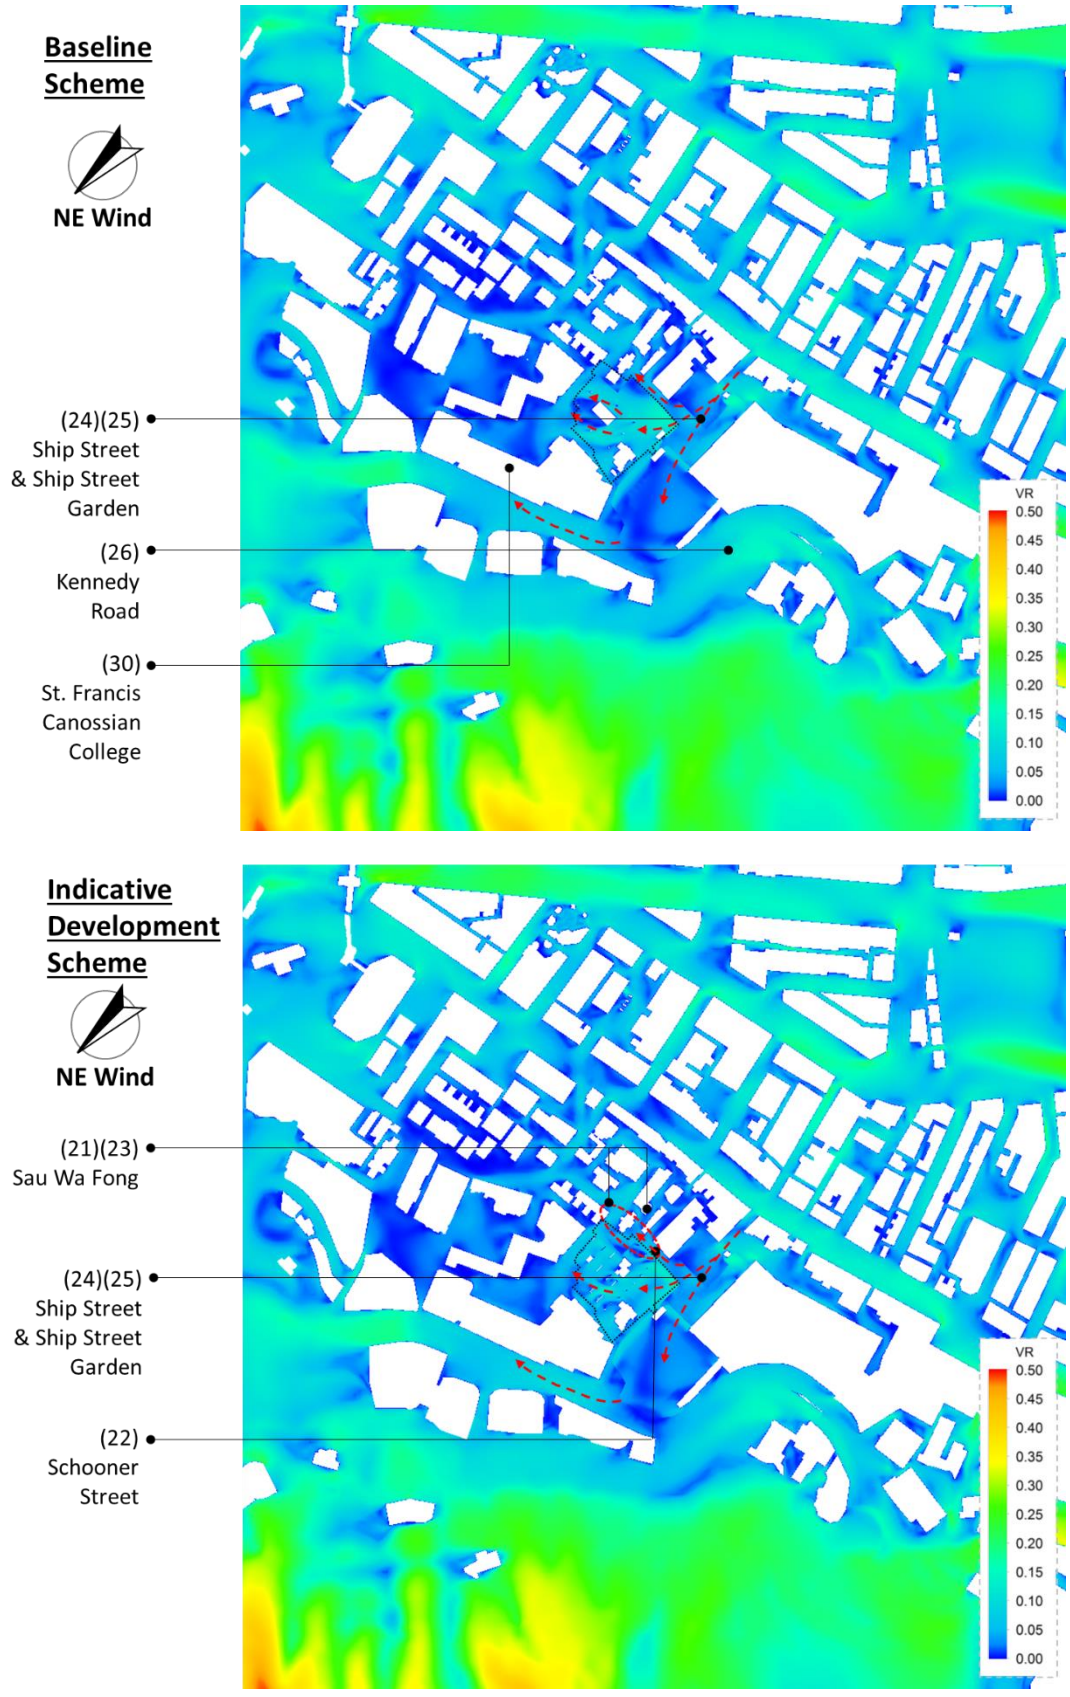 Baseline
Scheme
NE Wind
(24)(25)
Ship Street
& Ship Street
Garden
(26)
Kennedy
Road
(30)
St. Francis
Canossian
College
VR
0.50
0.45
0.40
0.35
0.30
0.25
0.20
0.15
0.10
0.05
0.00
Indicative
Development
Scheme
NE Wind
(21)(23)
Sau Wa Fong
(24)(25)
Ship Street
& Ship Street
Garden
(22)
Schooner
Street
VR
0.50
0.45
0.40
0.35
0.30
0.25
0.20
0.15
0.10
0.05
0.00